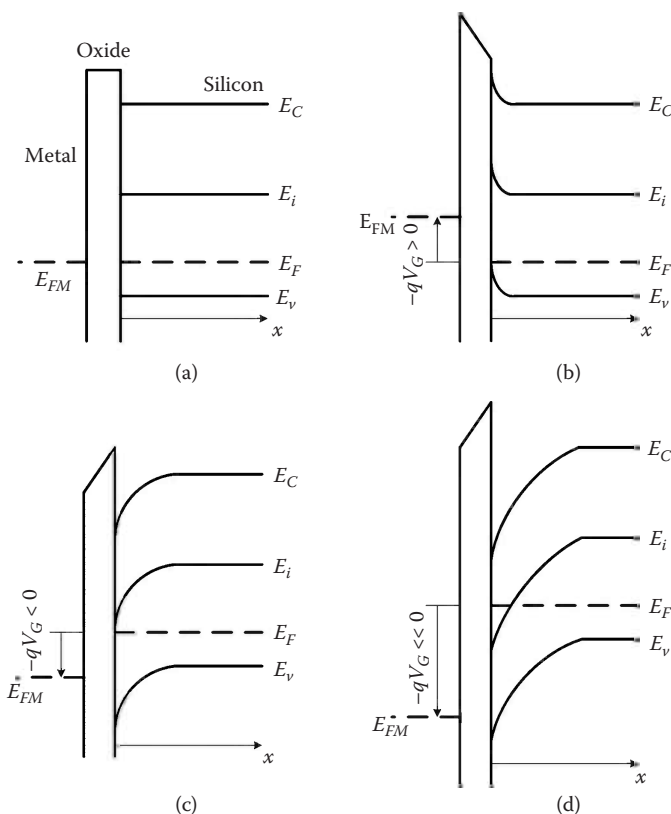 Oxide
Silicon
E_C
Metal
E_i
E_FM
E_F
E_v
x
(a)
E_C
E_i
E_FM
−qV_G > 0
E_F
E_v
x
(b)
E_C
E_i
−qV_G < 0
E_F
E_v
E_FM
x
(c)
E_C
E_i
−qV_G << 0
E_F
E_v
E_FM
x
(d)